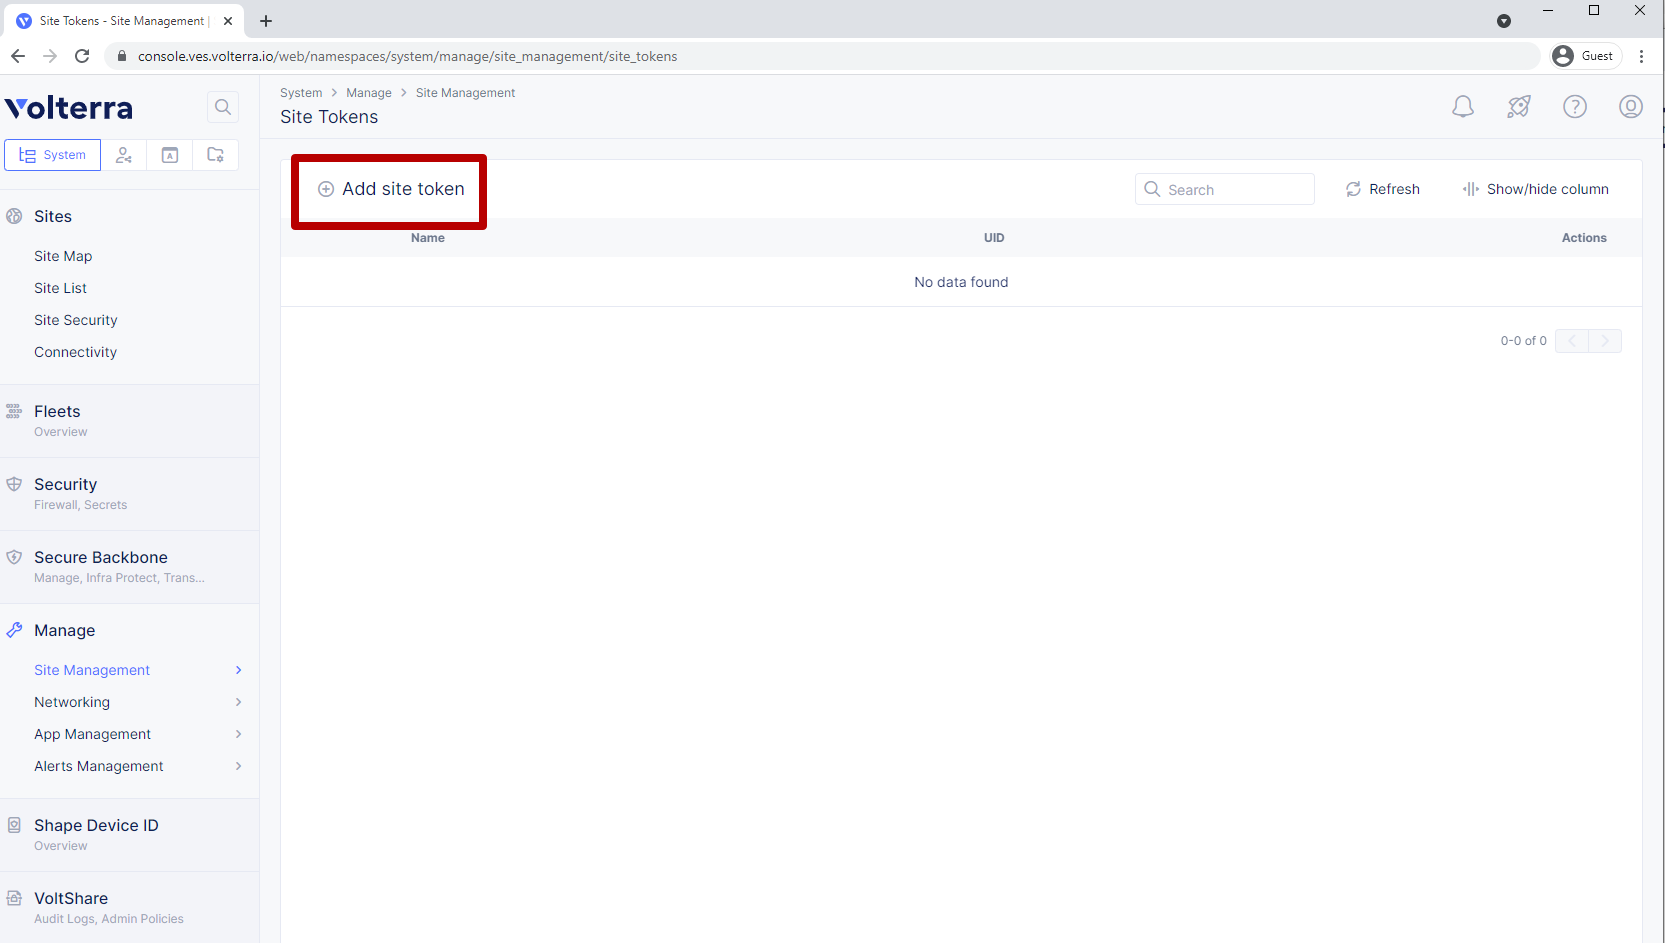 Site Tokens - Site Management |
console.ves.volterra.io/web/namespaces/system/manage/site_management/site_tokens
Guest
Volterra
System
Sites
Site Map
Site List
Site Security
Connectivity
Fleets
Overview
Security
Firewall, Secrets
Secure Backbone
Manage, Infra Protect, Trans...
Manage
Site Management
Networking
App Management
Alerts Management
Shape Device ID
Overview
VoltShare
Audit Logs, Admin Policies
System > Manage > Site Management
Site Tokens
Add site token
Search
Refresh
Show/hide column
Name UID Actions
No data found
0-0 of 0